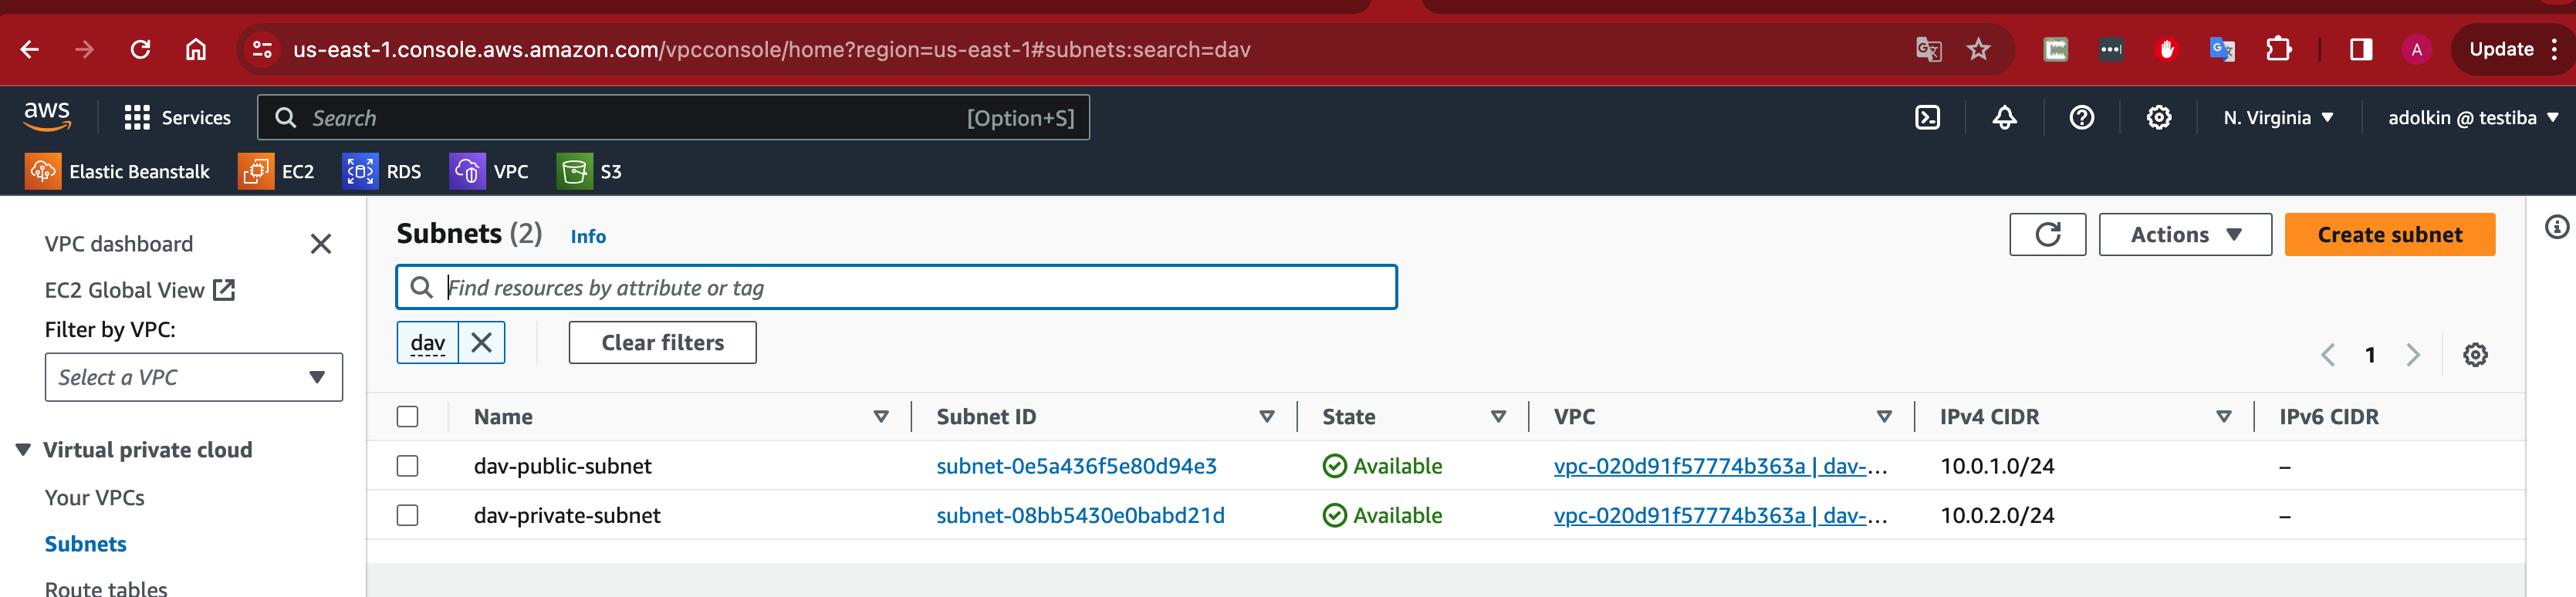 us-east-1.console.aws.amazon.com/vpcconsole/home?region=us-east-1#subnets:search=dav
A
Update
aws
Services
Search
[Option+S]
N. Virginia
adolkin @ testiba
Elastic Beanstalk
EC2
RDS
VPC
S3
VPC dashboard
EC2 Global View
Filter by VPC:
Select a VPC
Virtual private cloud
Your VPCs
Subnets
Route tables
Subnets (2) Info
Actions
Create subnet
Find resources by attribute or tag
dav
Clear filters
1
Name Subnet ID State VPC IPv4 CIDR IPv6 CIDR
dav-public-subnet subnet-0e5a436f5e80d94e3 Available vpc-020d91f57774b363a | dav-... 10.0.1.0/24 –
dav-private-subnet subnet-08bb5430e0babd21d Available vpc-020d91f57774b363a | dav-... 10.0.2.0/24 –